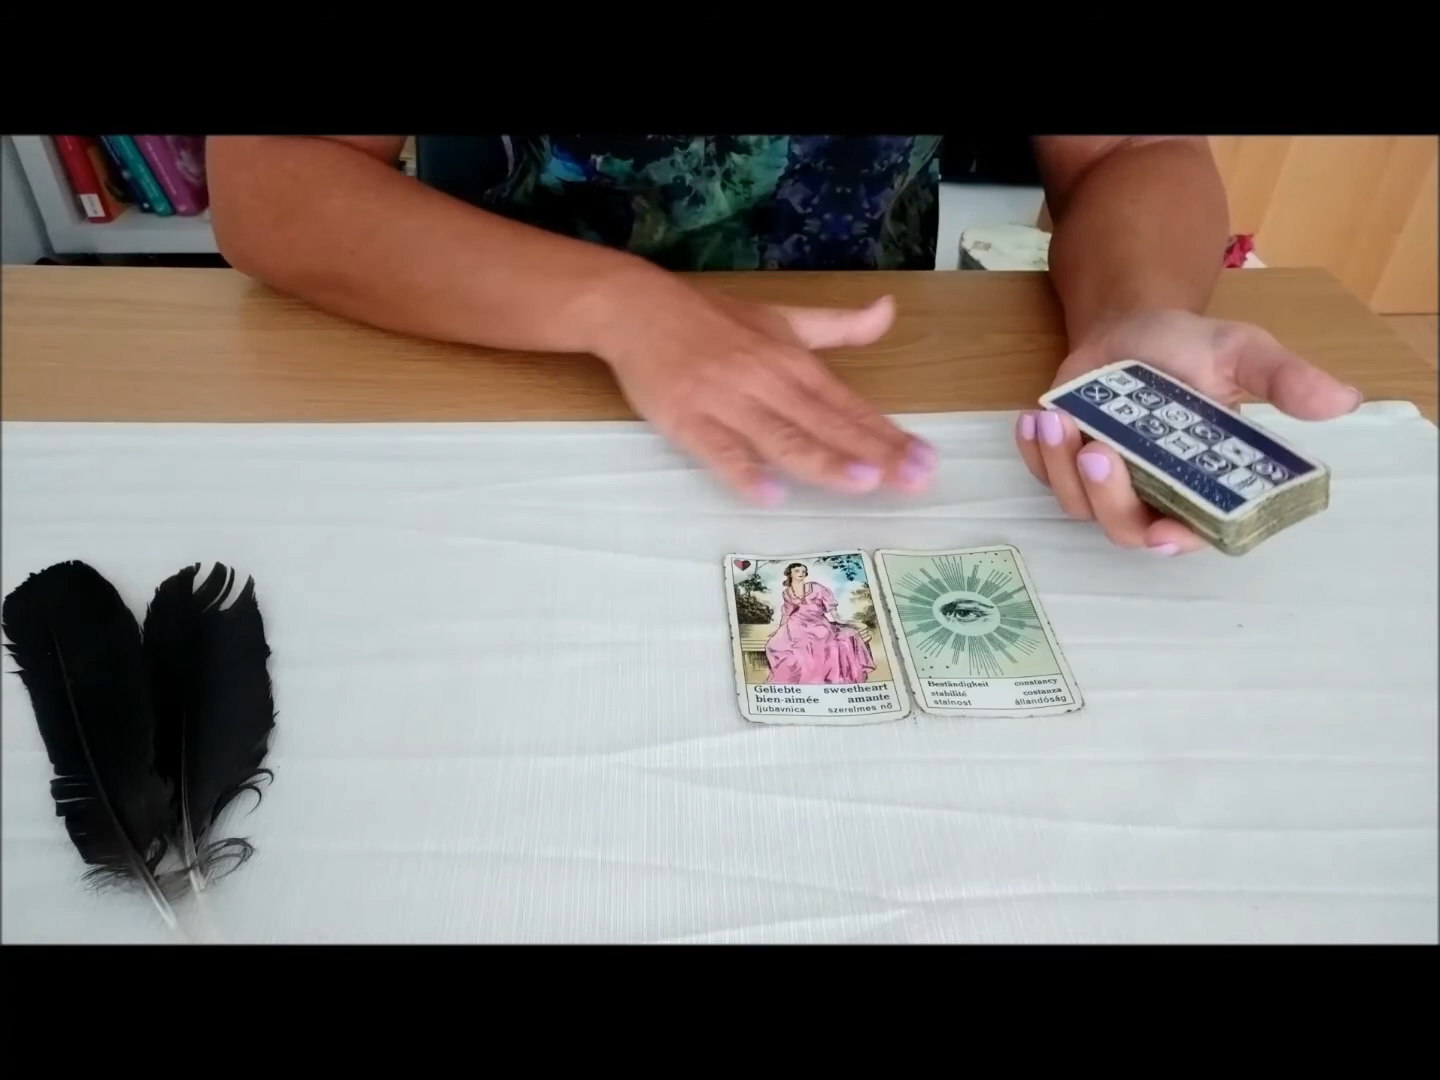 Geliebte sweetheart
bien-aimée amante
ljubavnica szerelmes nő
Beständigkeit constancy
stabilité costanza
stalnost állandóság